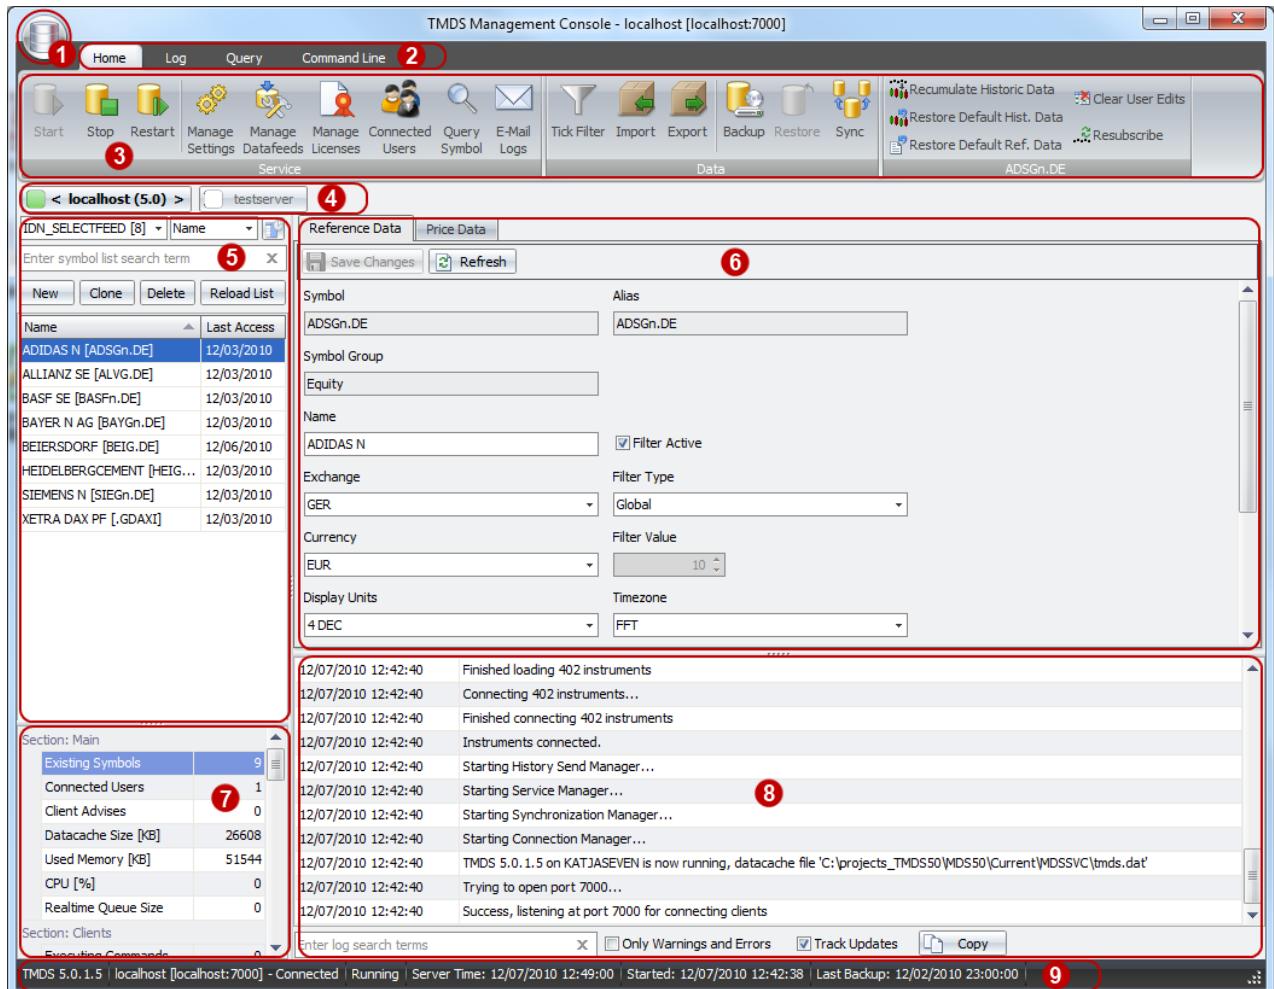 TMDS Management Console - localhost [localhost:7000]
1
Home Log Query Command Line 2
Start Stop Restart Manage Settings Manage Datafeeds Manage Licenses Connected Users Query Symbol E-Mail Logs
3
Service
Tick Filter Import Export Backup Restore Sync
Data
Recumulate Historic Data
Restore Default Hist. Data
Restore Default Ref. Data
Clear User Edits
Resubscribe
ADSGn.DE
< localhost (5.0) > testserver 4
IDN_SELECTFEED [8] Name
Enter symbol list search term 5 X
New Clone Delete Reload List
Name Last Access
ADIDAS N [ADSGn.DE] 12/03/2010
ALLIANZ SE [ALVG.DE] 12/03/2010
BASF SE [BASFn.DE] 12/03/2010
BAYER N AG [BAYGn.DE] 12/03/2010
BEIERSDORF [BEIG.DE] 12/06/2010
HEIDELBERGCEMENT [HEIG... 12/03/2010
SIEMENS N [SIEGn.DE] 12/03/2010
XETRA DAX PF [.GDAXI] 12/03/2010
Reference Data Price Data
Save Changes Refresh 6
Symbol Alias
ADSGn.DE ADSGn.DE
Symbol Group
Equity
Name
ADIDAS N Filter Active
Exchange Filter Type
GER Global
Currency Filter Value
EUR 10
Display Units Timezone
4 DEC FFT
Section: Main
Existing Symbols 9
Connected Users 1
7
Client Advises 0
Datacache Size [KB] 26608
Used Memory [KB] 51544
CPU [%] 0
Realtime Queue Size 0
Section: Clients
Executing Commands 0
12/07/2010 12:42:40 Finished loading 402 instruments
12/07/2010 12:42:40 Connecting 402 instruments...
12/07/2010 12:42:40 Finished connecting 402 instruments
12/07/2010 12:42:40 Instruments connected.
12/07/2010 12:42:40 Starting History Send Manager...
12/07/2010 12:42:40 Starting Service Manager... 8
12/07/2010 12:42:40 Starting Synchronization Manager...
12/07/2010 12:42:40 Starting Connection Manager...
12/07/2010 12:42:40 TMDS 5.0.1.5 on KATJASEVEN is now running, datacache file 'C:\projects_TMDS50\MDS50\Current\MDSSVC\tmds.dat'
12/07/2010 12:42:40 Trying to open port 7000...
12/07/2010 12:42:40 Success, listening at port 7000 for connecting clients
Enter log search terms X Only Warnings and Errors Track Updates Copy
TMDS 5.0.1.5 localhost [localhost:7000] - Connected Running Server Time: 12/07/2010 12:49:00 Started: 12/07/2010 12:42:38 Last Backup: 12/02/2010 23:00:00 9